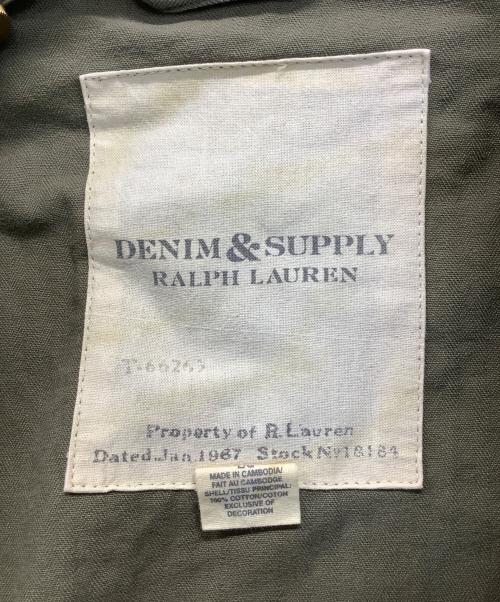 DENIM & SUPPLY
RALPH LAUREN
T-66263
Property of R.Lauren
Dated.Jan.1967 Stock Nº18184
MADE IN CAMBODIA/
FAIT AU CAMBODGE
SHELL/TISSU PRINCIPAL:
100% COTTON/COTON
EXCLUSIVE OF
DECORATION